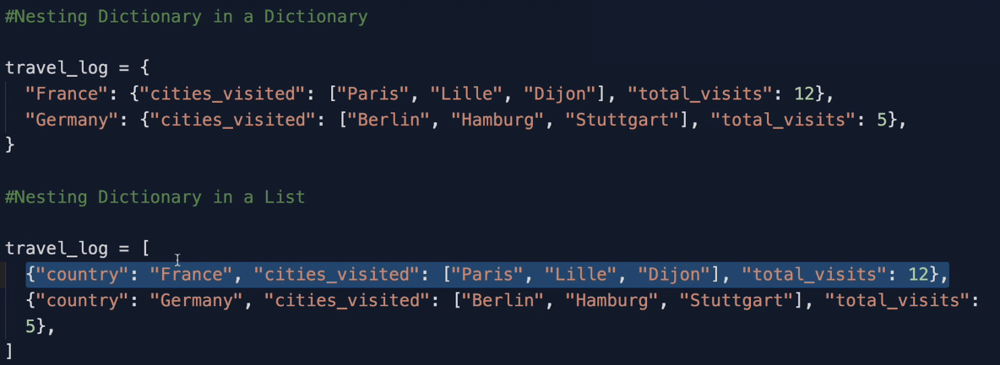 #Nesting Dictionary in a Dictionary
travel_log = {
"France": {"cities_visited": ["Paris", "Lille", "Dijon"], "total_visits": 12},
"Germany": {"cities_visited": ["Berlin", "Hamburg", "Stuttgart"], "total_visits": 5},
}
#Nesting Dictionary in a List
travel_log = [
{"country": "France", "cities_visited": ["Paris", "Lille", "Dijon"], "total_visits": 12},
{"country": "Germany", "cities_visited": ["Berlin", "Hamburg", "Stuttgart"], "total_visits":
5},
]